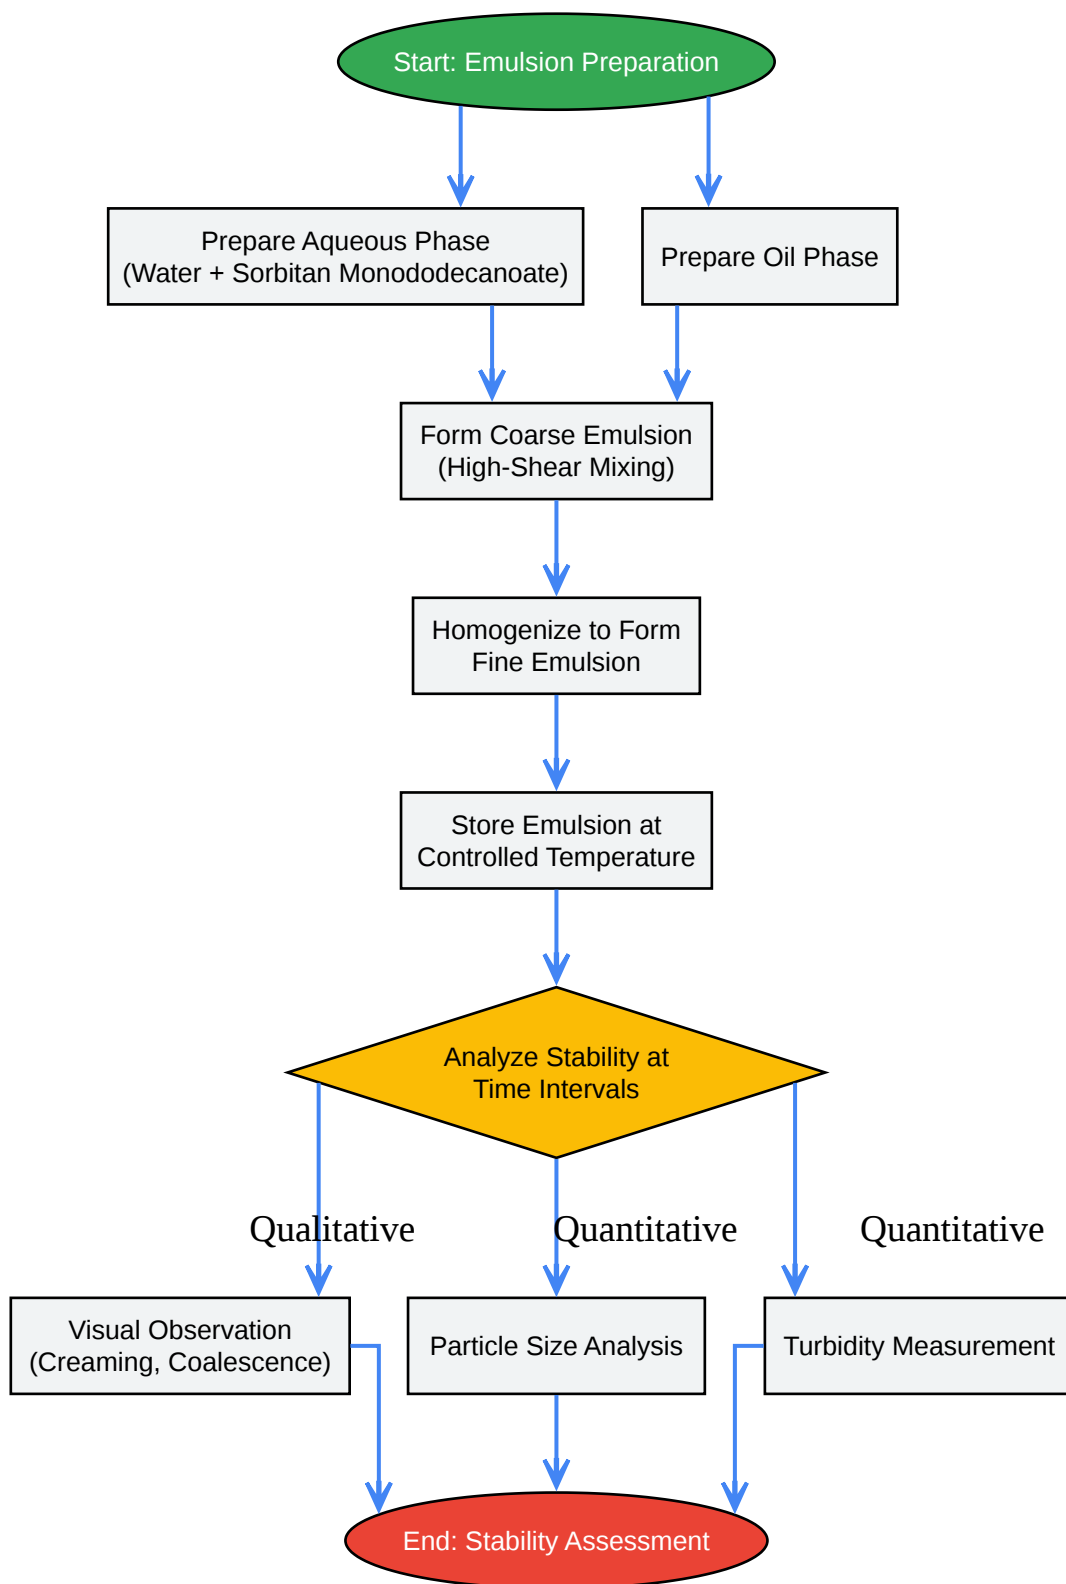 Start: Emulsion Preparation
Prepare Aqueous Phase
(Water + Sorbitan Monododecanoate)
Prepare Oil Phase
Form Coarse Emulsion
(High-Shear Mixing)
Homogenize to Form
Fine Emulsion
Store Emulsion at
Controlled Temperature
Analyze Stability at
Time Intervals
Qualitative
Quantitative
Quantitative
Visual Observation
(Creaming, Coalescence)
Particle Size Analysis
Turbidity Measurement
End: Stability Assessment